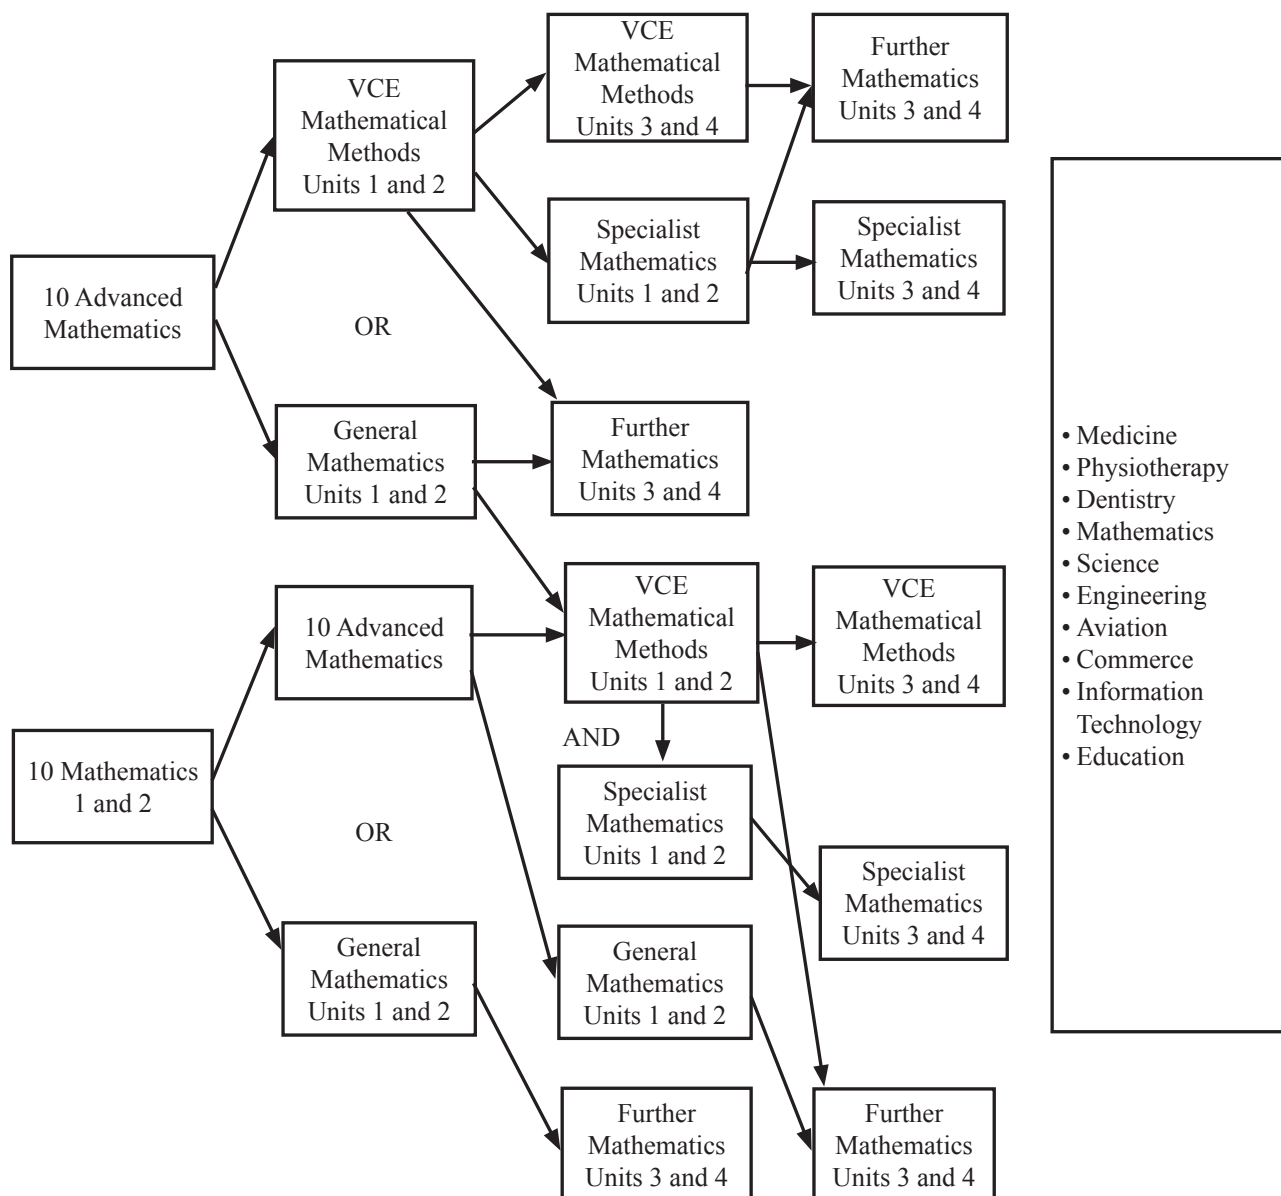 VCE
Mathematical
Methods
Units 3 and 4
Further
Mathematics
Units 3 and 4
VCE
Mathematical
Methods
Units 1 and 2
Specialist
Mathematics
Units 1 and 2
Specialist
Mathematics
Units 3 and 4
10 Advanced
Mathematics
OR
General
Mathematics
Units 1 and 2
Further
Mathematics
Units 3 and 4
VCE
Mathematical
Methods
Units 1 and 2
VCE
Mathematical
Methods
Units 3 and 4
10 Advanced
Mathematics
AND
10 Mathematics
1 and 2
Specialist
Mathematics
Units 1 and 2
OR
Specialist
Mathematics
Units 3 and 4
General
Mathematics
Units 1 and 2
General
Mathematics
Units 1 and 2
Further
Mathematics
Units 3 and 4
Further
Mathematics
Units 3 and 4
• Medicine
• Physiotherapy
• Dentistry
• Mathematics
• Science
• Engineering
• Aviation
• Commerce
• Information
Technology
• Education